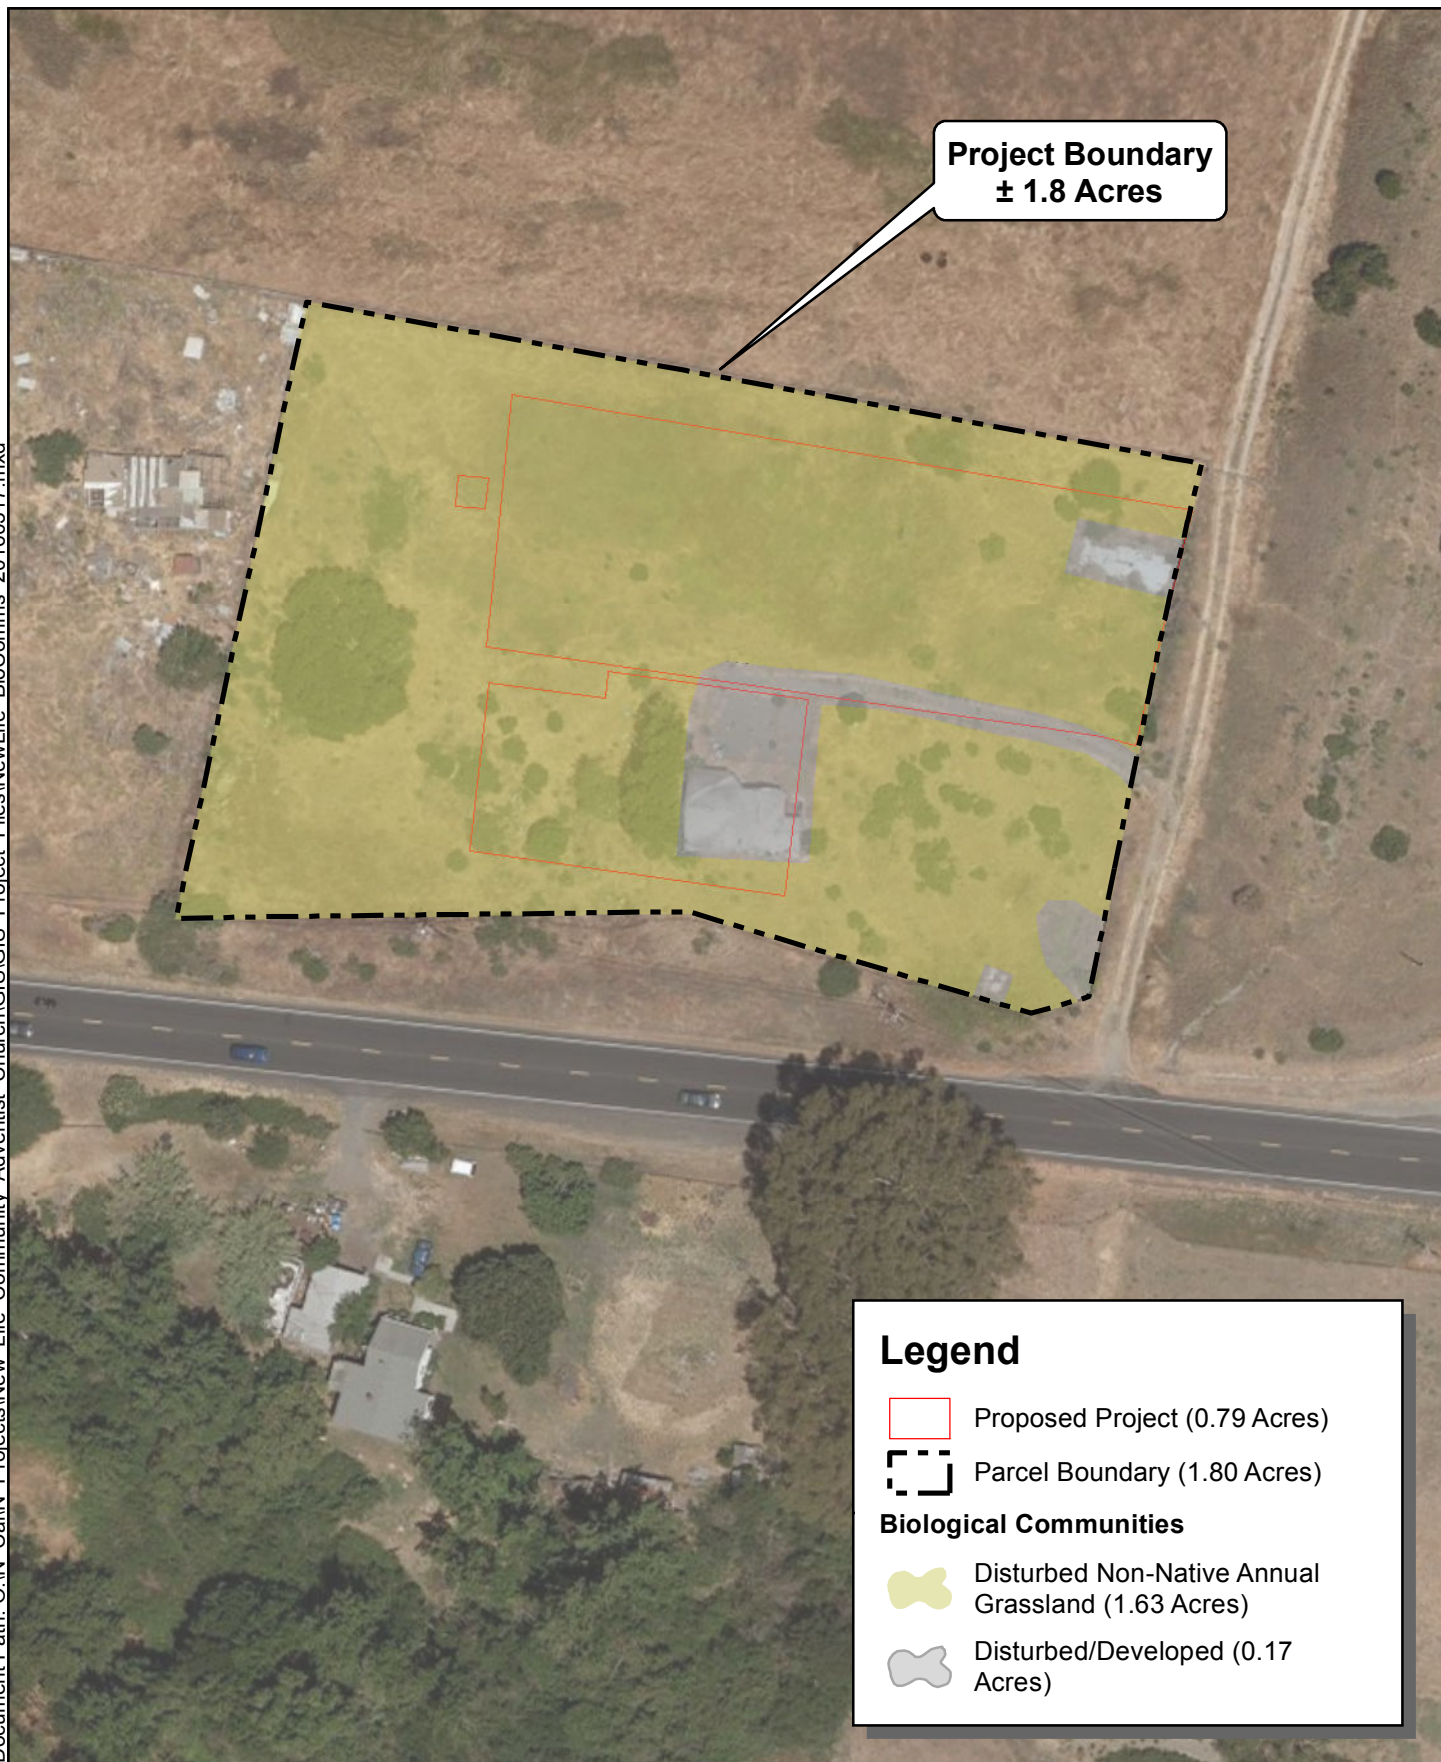 Project Boundary
± 1.8 Acres
Legend
Proposed Project (0.79 Acres)
Parcel Boundary (1.80 Acres)
Biological Communities
Disturbed Non-Native Annual
Grassland (1.63 Acres)
Disturbed/Developed (0.17
Acres)